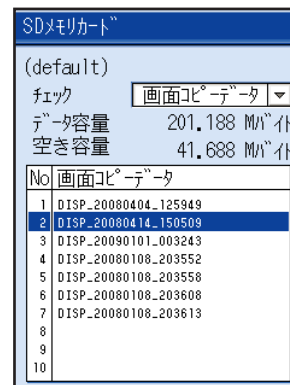 SDﾒﾓﾘｶｰﾄﾞ
(default)
ﾁｪｯｸ 画面ｺﾋﾟｰﾃﾞｰﾀ
ﾃﾞｰﾀ容量 201.188 Mﾊﾞｲﾄ
空き容量 41.688 Mﾊﾞｲﾄ
No 画面ｺﾋﾟｰﾃﾞｰﾀ
1 DISP_20080404_125949
2 DISP_20080414_150509
3 DISP_20090101_003243
4 DISP_20080108_203552
5 DISP_20080108_203558
6 DISP_20080108_203608
7 DISP_20080108_203613
8
9
10